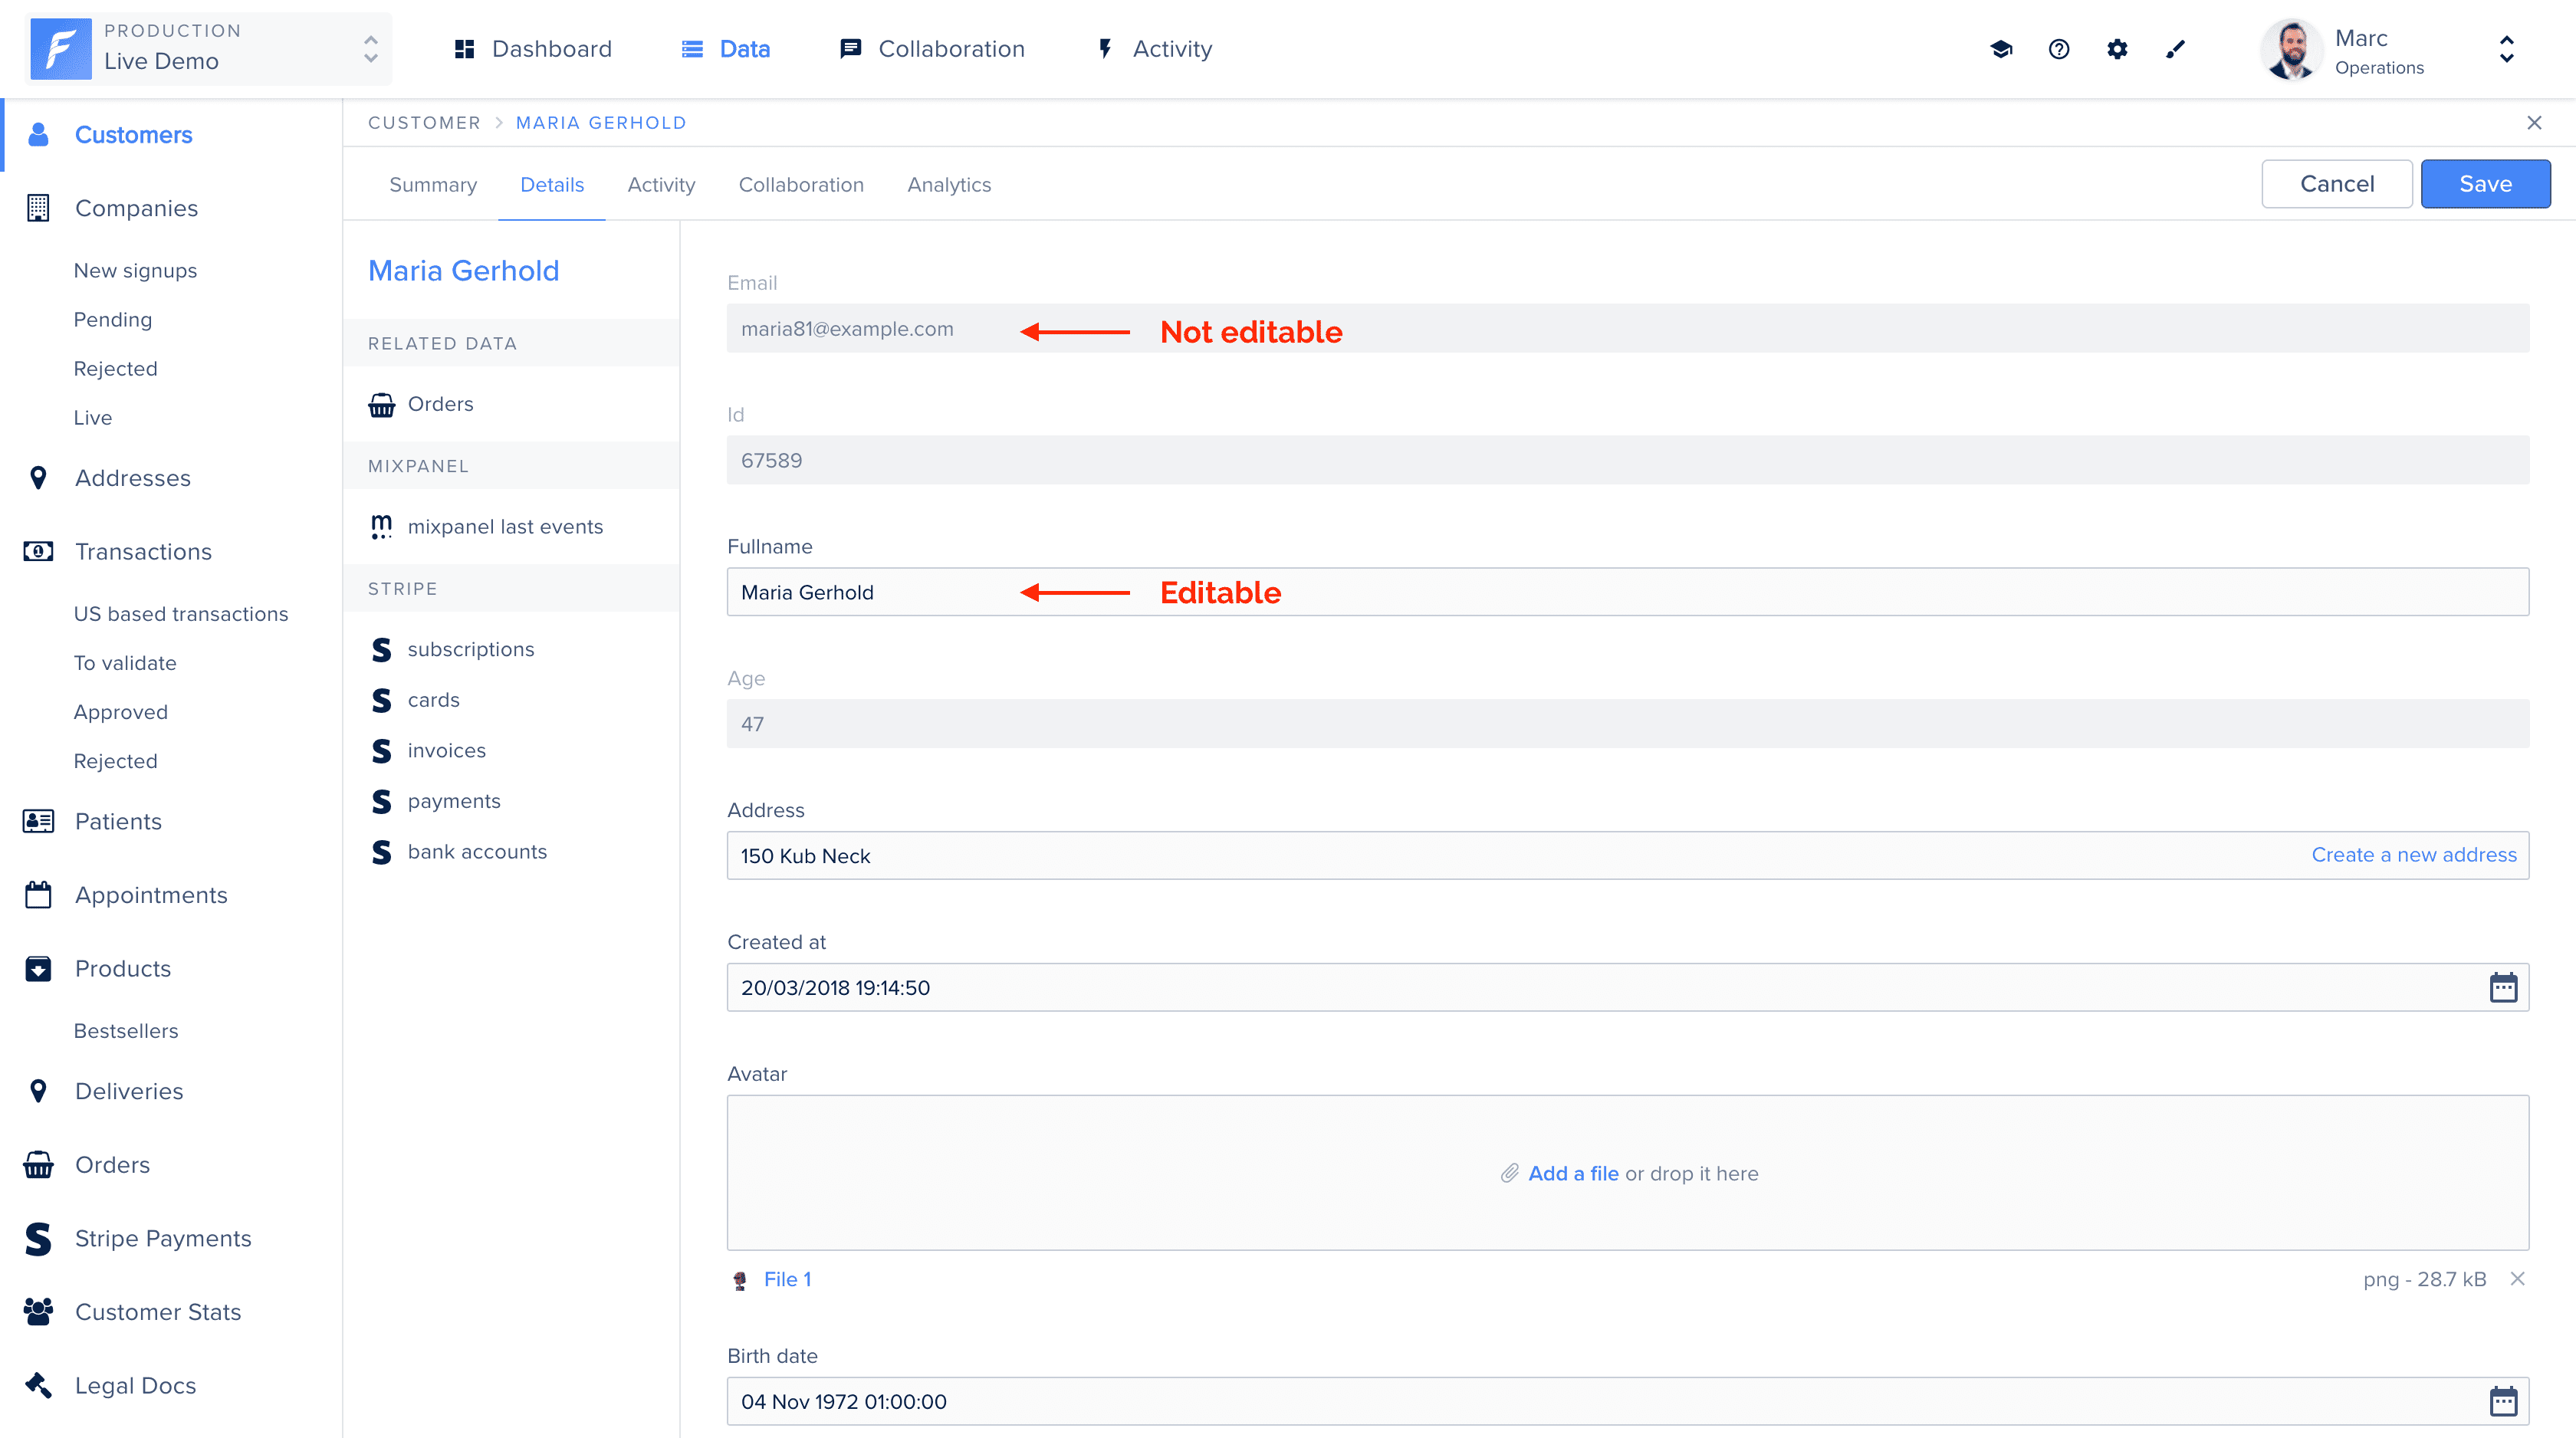 PRODUCTION
Live Demo
Dashboard
Data
Collaboration
Activity
Marc
Operations
Customers
Companies
New signups
Pending
Rejected
Live
Addresses
Transactions
US based transactions
To validate
Approved
Rejected
Patients
Appointments
Products
Bestsellers
Deliveries
Orders
Stripe Payments
Customer Stats
Legal Docs
CUSTOMER > MARIA GERHOLD
Summary
Details
Activity
Collaboration
Analytics
Cancel
Save
Maria Gerhold
RELATED DATA
Orders
MIXPANEL
mixpanel last events
STRIPE
subscriptions
cards
invoices
payments
bank accounts
Email
maria81@example.com
Not editable
Id
67589
Fullname
Maria Gerhold
Editable
Age
47
Address
150 Kub Neck
Create a new address
Created at
20/03/2018 19:14:50
Avatar
Add a file or drop it here
File 1
png - 28.7 kB
Birth date
04 Nov 1972 01:00:00